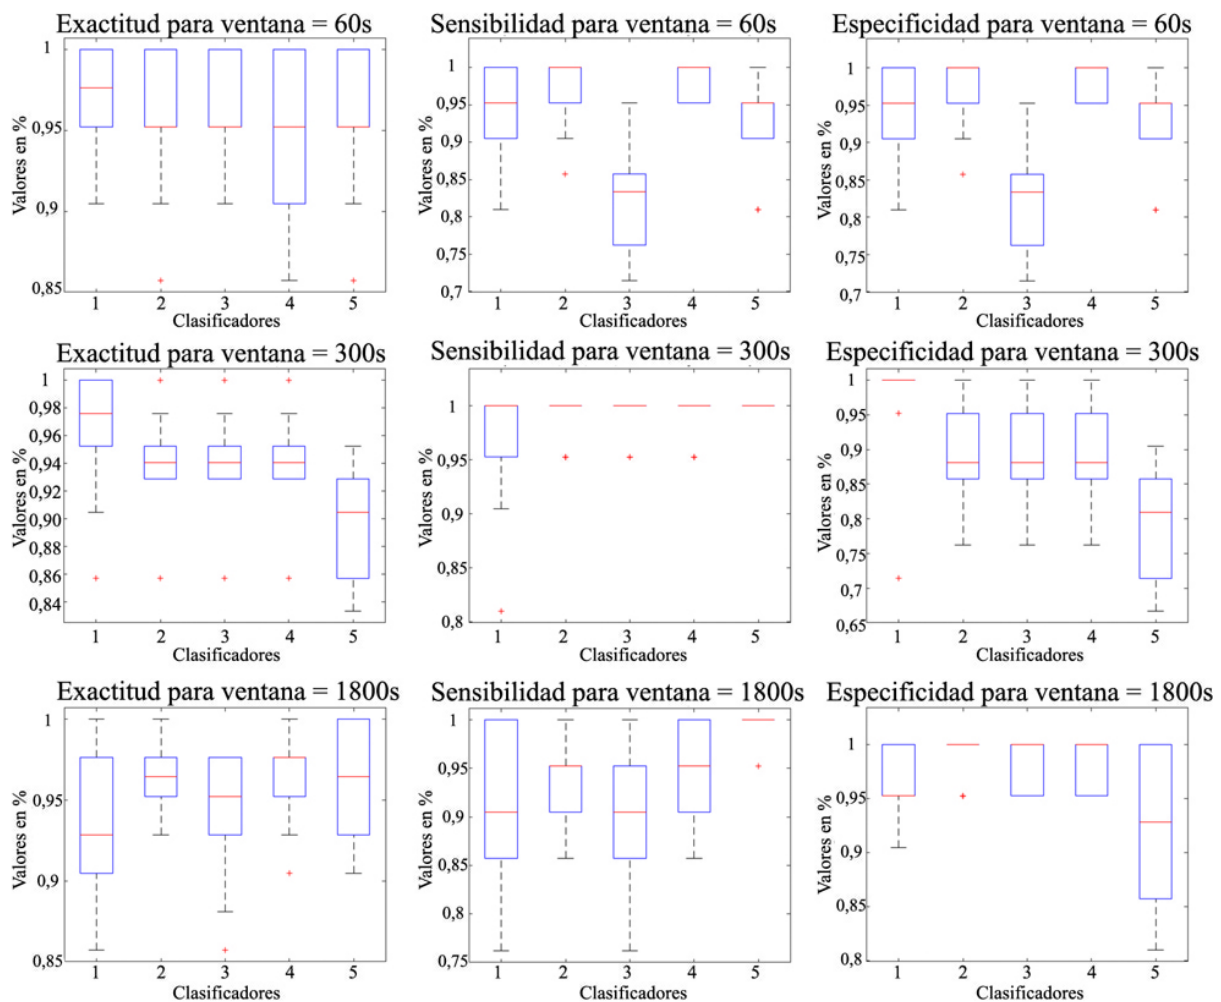 Exactitud para ventana = 60s
1
0,95
0,9
0,85
Valores en %
1 2 3 4 5
Clasificadores
Sensibilidad para ventana = 60s
1
0,95
0,9
0,85
0,8
0,75
0,7
Valores en %
1 2 3 4 5
Clasificadores
Especificidad para ventana = 60s
1
0,95
0,9
0,85
0,8
0,75
0,7
Valores en %
1 2 3 4 5
Clasificadores
Exactitud para ventana = 300s
1
0,98
0,96
0,94
0,92
0,90
0,88
0,86
0,84
Valores en %
1 2 3 4 5
Clasificadores
Sensibilidad para ventana = 300s
1
0,95
0,9
0,85
0,8
Valores en %
1 2 3 4 5
Clasificadores
Especificidad para ventana = 300s
1
0,95
0,9
0,85
0,8
0,75
0,7
0,65
Valores en %
1 2 3 4 5
Clasificadores
Exactitud para ventana = 1800s
1
0,95
0,9
0,85
Valores en %
1 2 3 4 5
Clasificadores
Sensibilidad para ventana = 1800s
1
0,95
0,9
0,85
0,8
0,75
Valores en %
1 2 3 4 5
Clasificadores
Especificidad para ventana = 1800s
1
0,95
0,9
0,85
0,8
Valores en %
1 2 3 4 5
Clasificadores